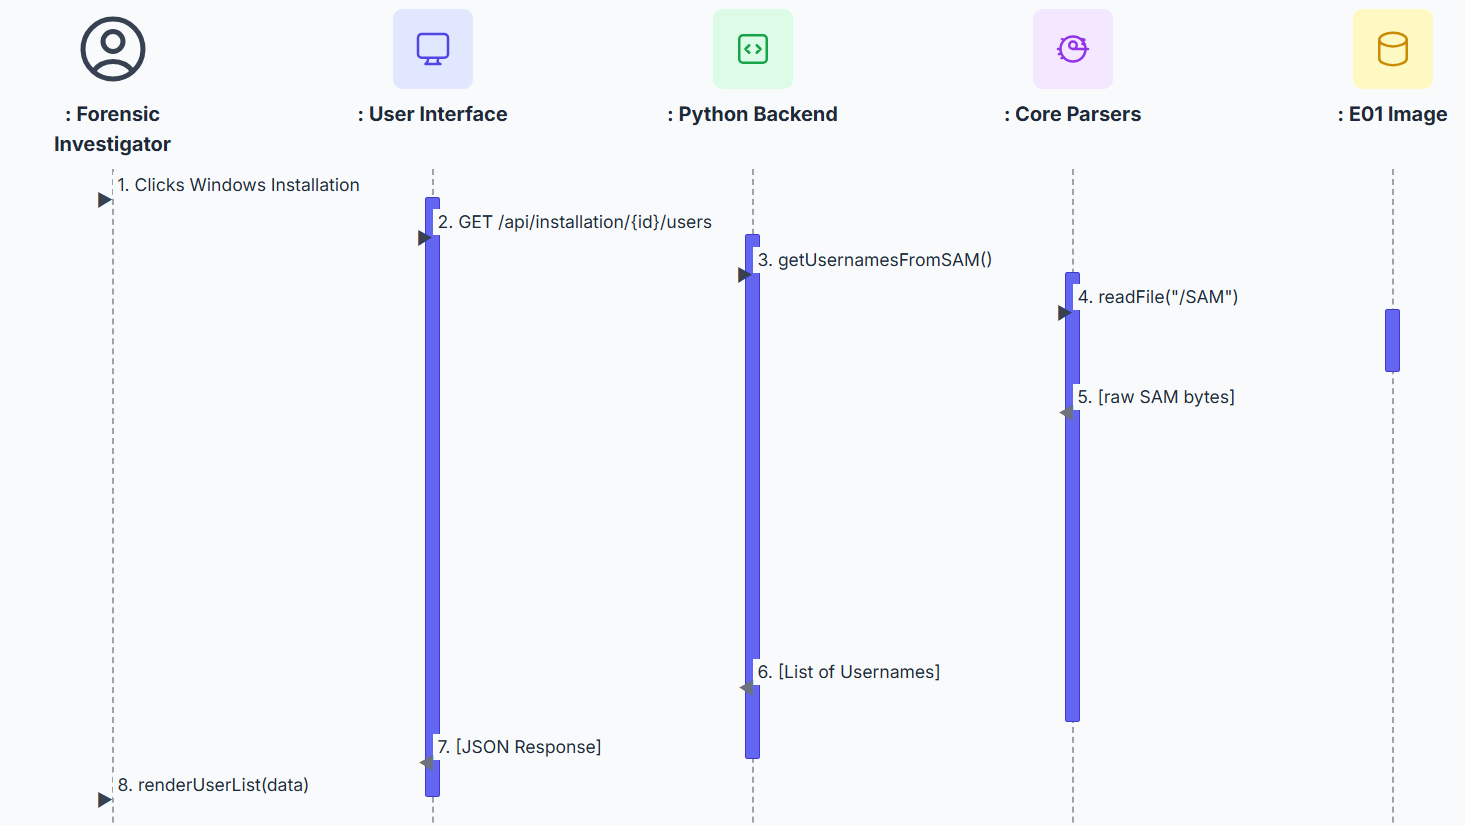 : Forensic
Investigator
: User Interface
: Python Backend
: Core Parsers
: E01 Image
1. Clicks Windows Installation
2. GET /api/installation/{id}/users
3. getUsernamesFromSAM()
4. readFile("/SAM")
5. [raw SAM bytes]
6. [List of Usernames]
7. [JSON Response]
8. renderUserList(data)